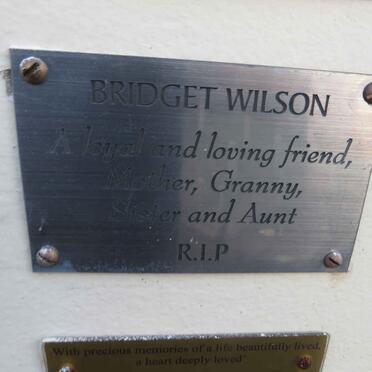 BRIDGET WILSON
A loyal and loving friend,
Mother, Granny,
Sister and Aunt
R.I.P
With precious memories of a life beautifully lived,
a heart deeply loved"